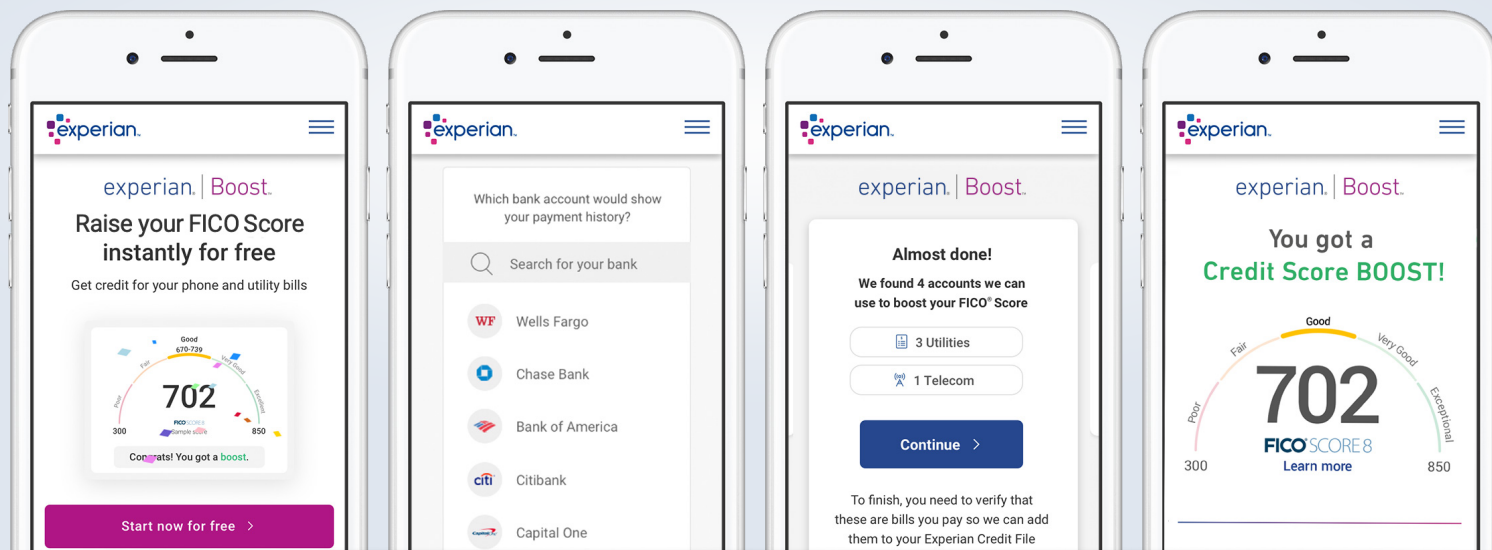 experian.
experian. | Boost™
Raise your FICO Score
instantly for free
Get credit for your phone and utility bills
Good
670-739
Fair
Very Good
Poor
Excellent
702
FICO SCORE 8
Sample score
300
850
Congrats! You got a boost.
Start now for free >
experian.
Which bank account would show
your payment history?
Search for your bank
WF Wells Fargo
Chase Bank
Bank of America
citi Citibank
Capital One Capital One
experian.
experian. | Boost™
Almost done!
We found 4 accounts we can
use to boost your FICO® Score
3 Utilities
1 Telecom
Continue >
To finish, you need to verify that
these are bills you pay so we can add
them to your Experian Credit File
experian.
experian. | Boost™
You got a
Credit Score BOOST!
Good
Fair
Very Good
Poor
Exceptional
702
FICO® SCORE 8
300
Learn more
850